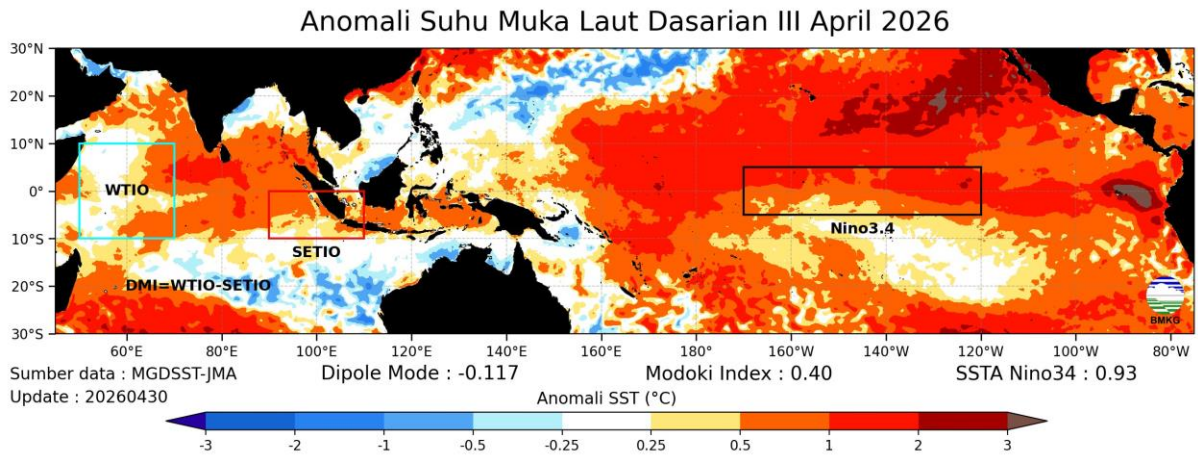 Anomali Suhu Muka Laut Dasarian III April 2026
30°N
20°N
10°N
0°
10°S
20°S
30°S
WTIO
SETIO
DMI=WTIO-SETIO
Nino3.4
BMKG
60°E 80°E 100°E 120°E 140°E 160°E 180° 160°W 140°W 120°W 100°W 80°W
Sumber data : MGDSST-JMA Dipole Mode : -0.117 Modoki Index : 0.40 SSTA Nino34 : 0.93
Update : 20260430
Anomali SST (°C)
-3 -2 -1 -0.5 -0.25 0.25 0.5 1 2 3